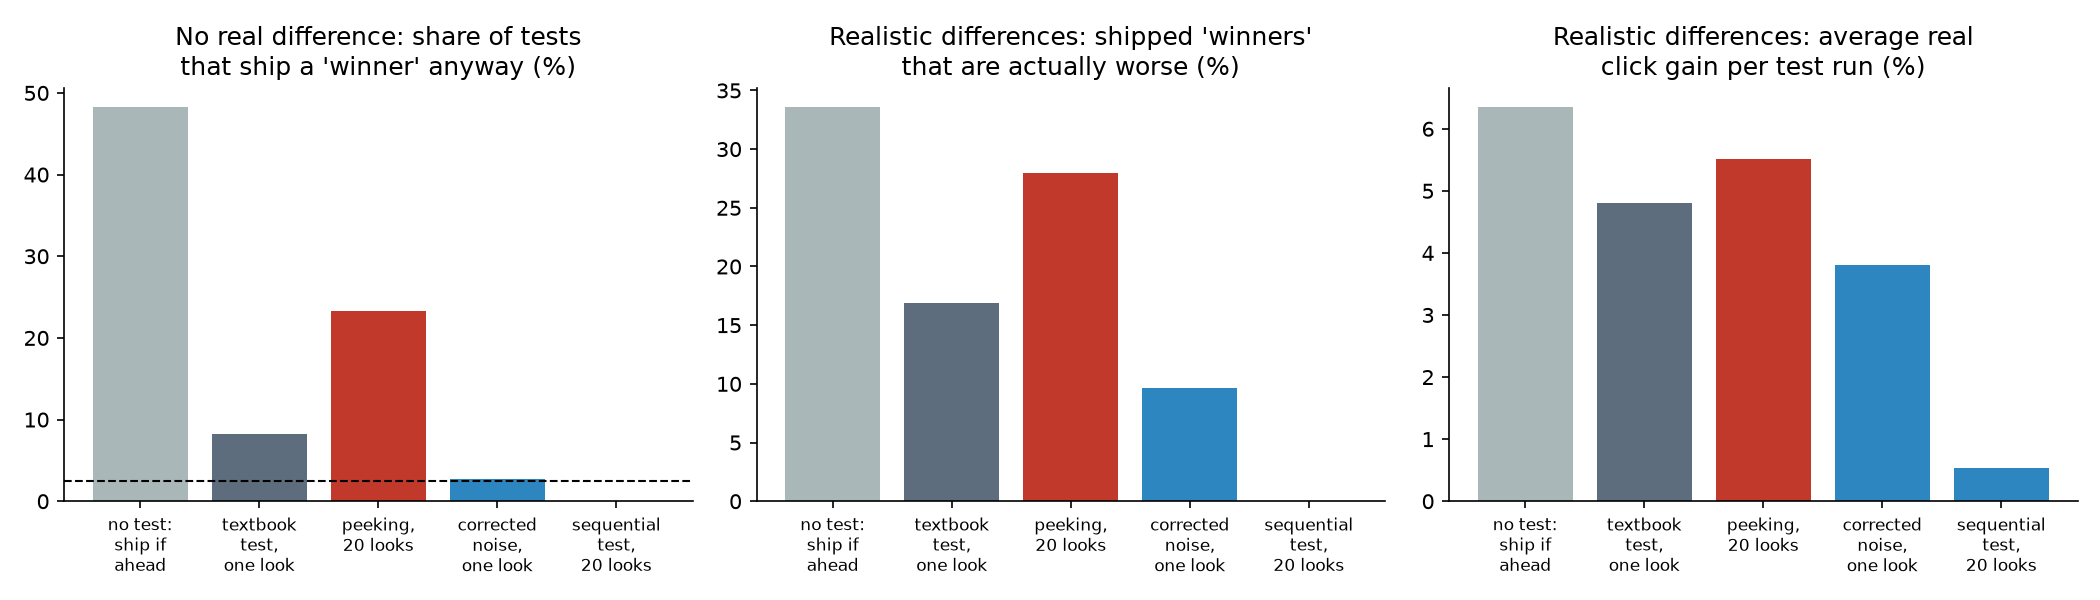 No real difference: share of tests
that ship a 'winner' anyway (%)
50
40
30
20
10
0
no test:
ship if
ahead
textbook
test,
one look
peeking,
20 looks
corrected
noise,
one look
sequential
test,
20 looks
Realistic differences: shipped 'winners'
that are actually worse (%)
35
30
25
20
15
10
5
0
no test:
ship if
ahead
textbook
test,
one look
peeking,
20 looks
corrected
noise,
one look
sequential
test,
20 looks
Realistic differences: average real
click gain per test run (%)
6
5
4
3
2
1
0
no test:
ship if
ahead
textbook
test,
one look
peeking,
20 looks
corrected
noise,
one look
sequential
test,
20 looks